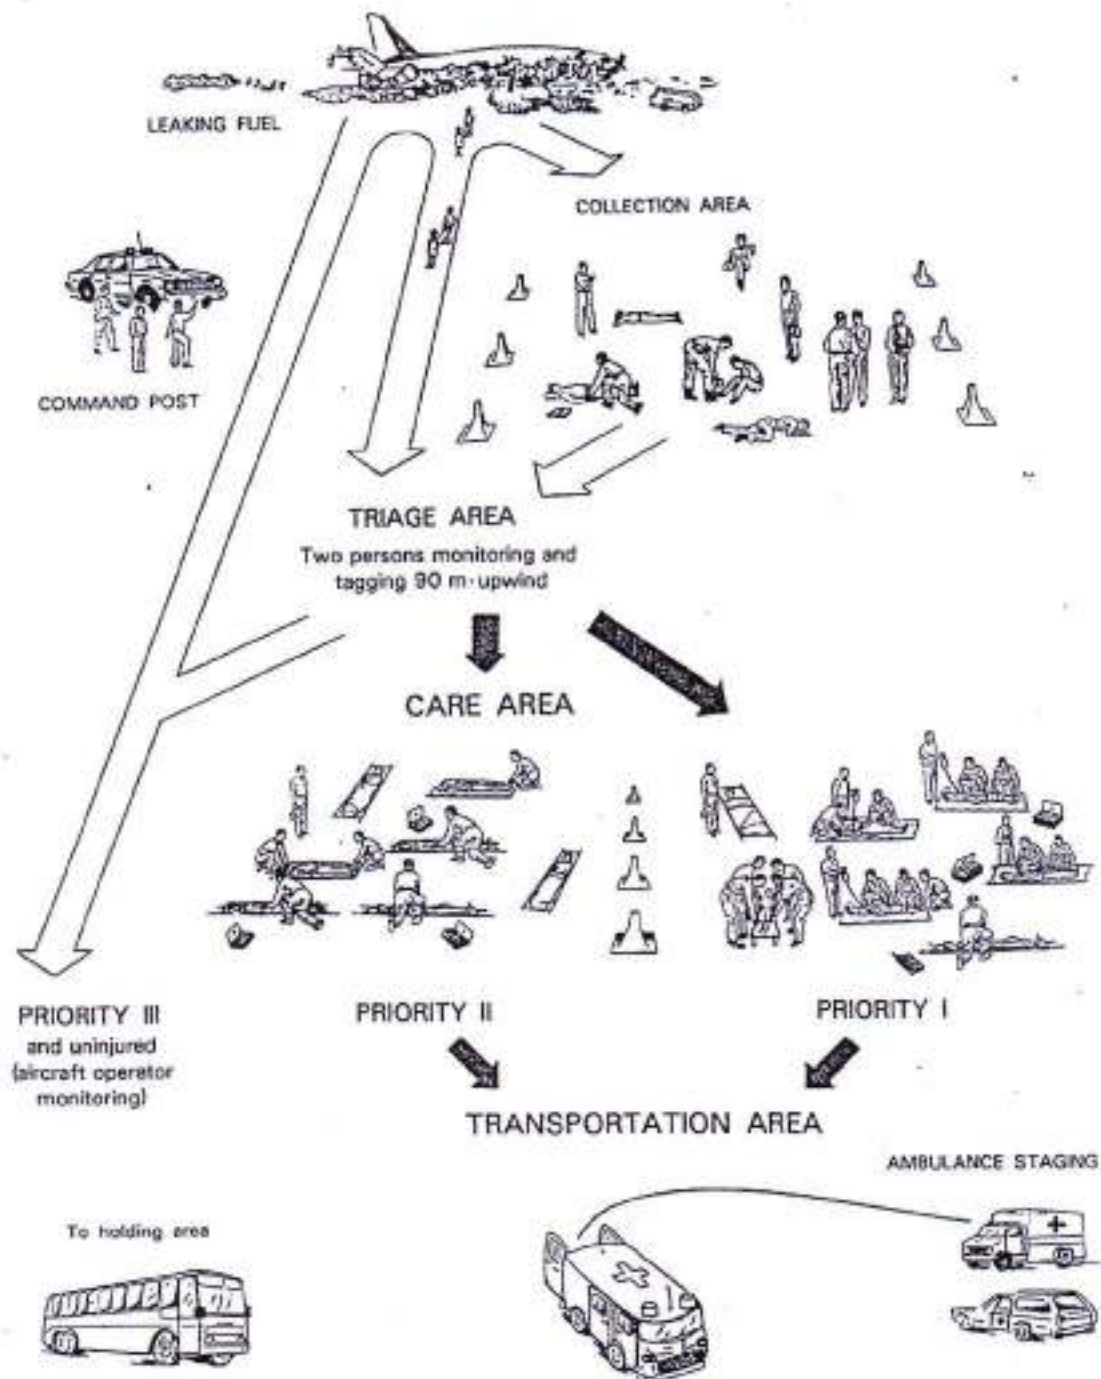 LEAKING FUEL
COLLECTION AREA
COMMAND POST
TRIAGE AREA
Two persons monitoring and
tagging 90 m-upwind
CARE AREA
PRIORITY III
and uninjured
(aircraft operator
monitoring)
PRIORITY II
PRIORITY I
TRANSPORTATION AREA
AMBULANCE STAGING
To holding area